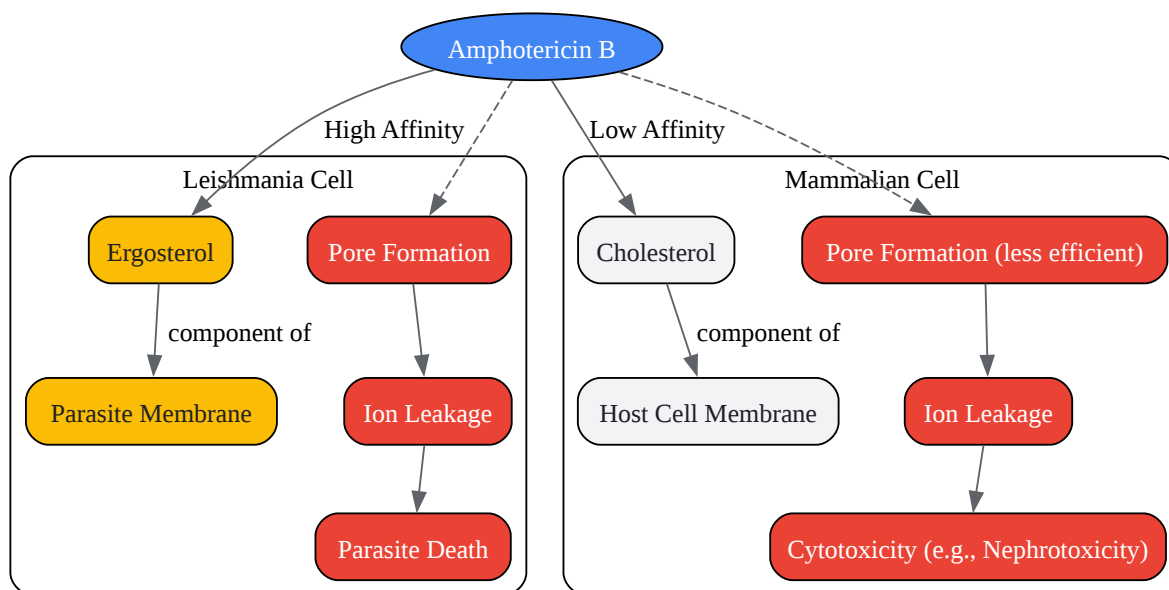 Amphotericin B
High Affinity
Low Affinity
Leishmania Cell
Mammalian Cell
Ergosterol
Pore Formation
Cholesterol
Pore Formation (less efficient)
component of
component of
Parasite Membrane
Ion Leakage
Host Cell Membrane
Ion Leakage
Parasite Death
Cytotoxicity (e.g., Nephrotoxicity)